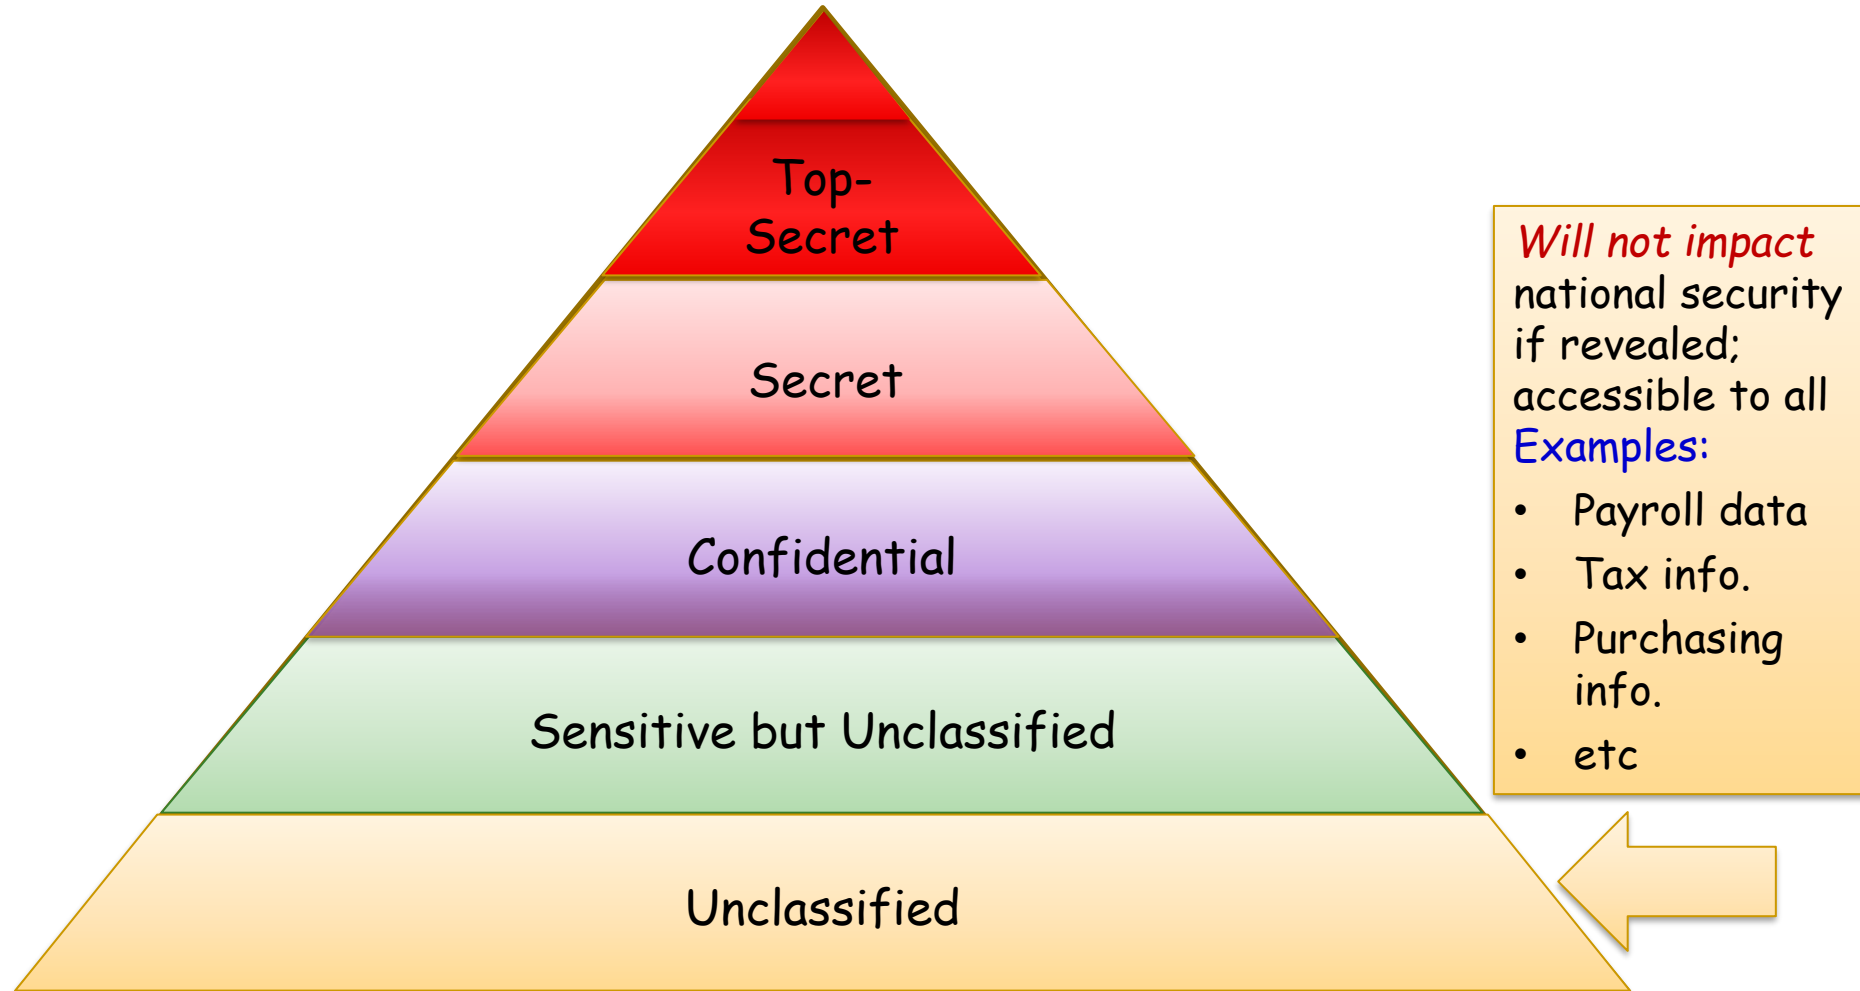 Top-
Secret
Secret
Confidential
Sensitive but Unclassified
Unclassified
Will not impact
national security
if revealed;
accessible to all
Examples:
• Payroll data
• Tax info.
• Purchasing
info.
• etc